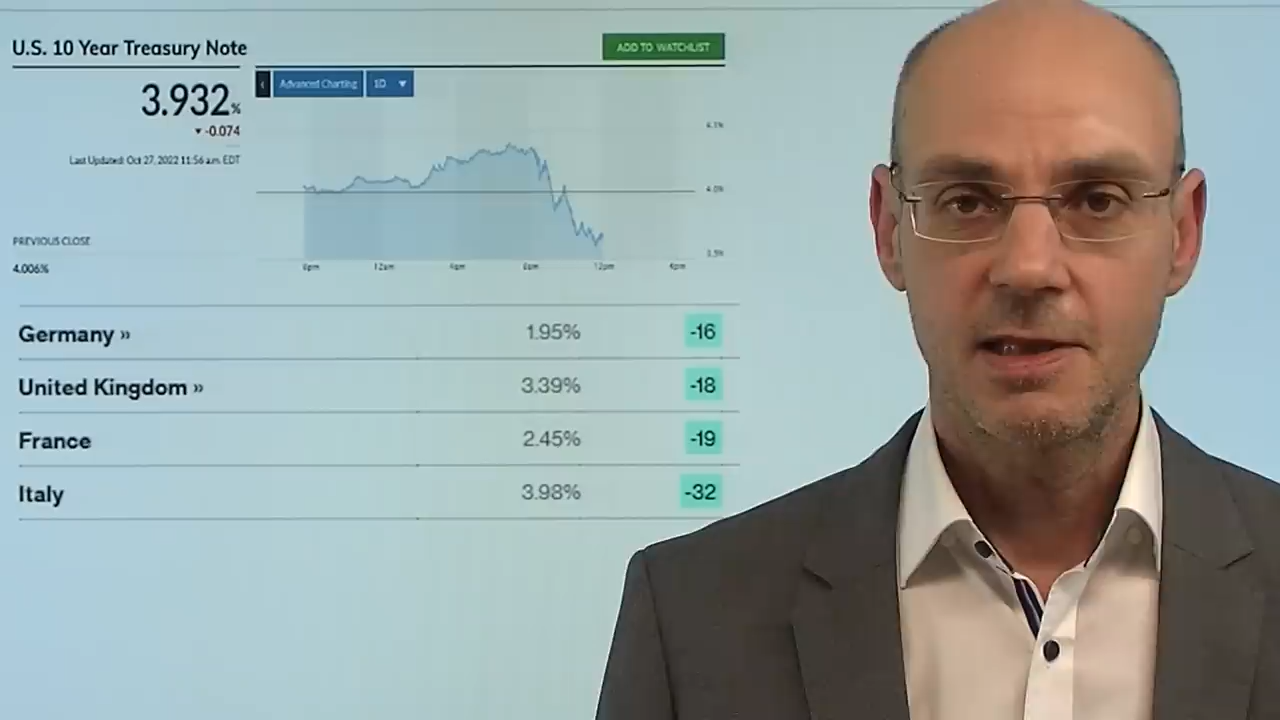 U.S. 10 Year Treasury Note
ADD TO WATCHLIST
3.932%
▼ -0.074
Last Updated: Oct 27, 2022 11:56 a.m. EDT
PREVIOUS CLOSE
4.006%
‹ Advanced Charting 1D ▼
4.1%
4.0%
3.9%
12am
4am
12pm
4pm
Germany » 1.95% -16
United Kingdom » 3.39% -18
France 2.45% -19
Italy 3.98% -32